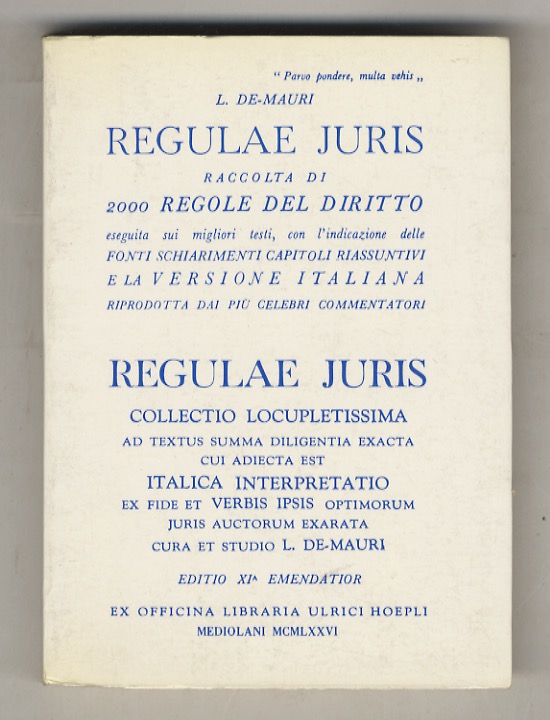 “ Parvo pondere, multa vehis „
L. DE-MAURI
REGULAE JURIS
RACCOLTA DI
2000 REGOLE DEL DIRITTO
eseguita sui migliori testi, con l'indicazione delle
FONTI SCHIARIMENTI CAPITOLI RIASSUNTIVI
E LA VERSIONE ITALIANA
RIPRODOTTA DAI PIÙ CELEBRI COMMENTATORI
REGULAE JURIS
COLLECTIO LOCUPLETISSIMA
AD TEXTUS SUMMA DILIGENTIA EXACTA
CUI ADIECTA EST
ITALICA INTERPRETATIO
EX FIDE ET VERBIS IPSIS OPTIMORUM
JURIS AUCTORUM EXARATA
CURA ET STUDIO L. DE-MAURI
EDITIO XIᴬ EMENDATIOR
EX OFFICINA LIBRARIA ULRICI HOEPLI
MEDIOLANI MCMLXXVI